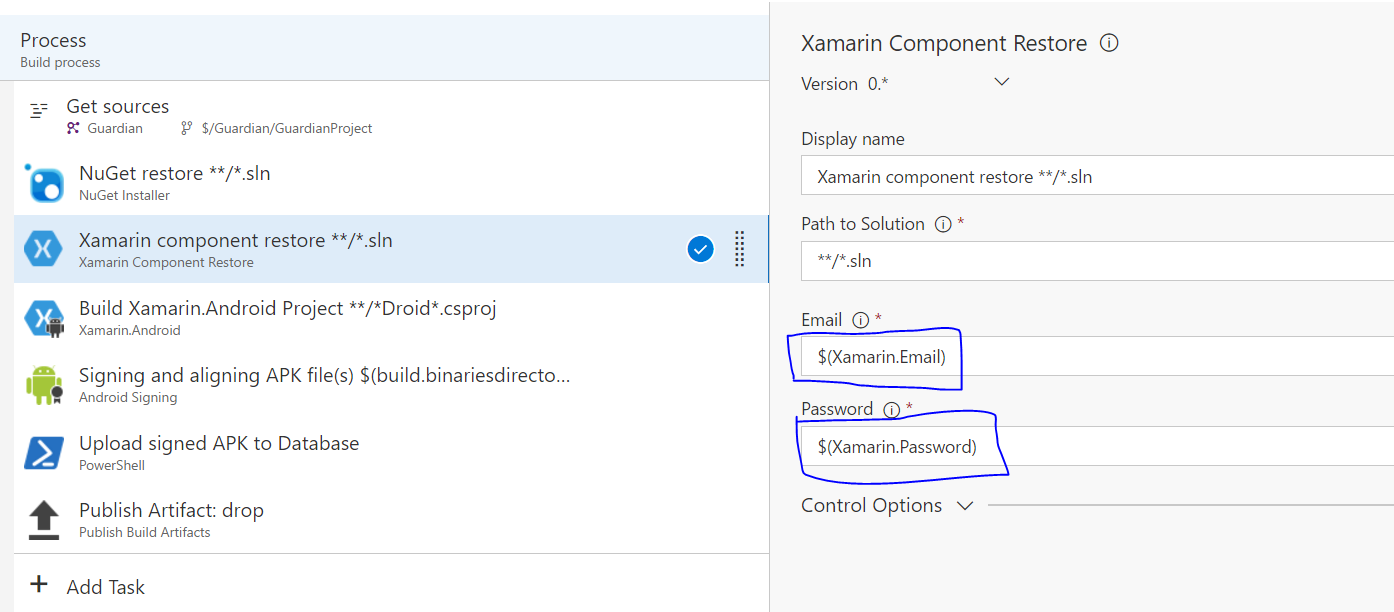 Process
Build process
Get sources
Guardian $/Guardian/GuardianProject
NuGet restore **/*.sln
NuGet Installer
Xamarin component restore **/*.sln
Xamarin Component Restore
Build Xamarin.Android Project **/*Droid*.csproj
Xamarin.Android
Signing and aligning APK file(s) $(build.binariesdirecto...
Android Signing
Upload signed APK to Database
PowerShell
Publish Artifact: drop
Publish Build Artifacts
+ Add Task
Xamarin Component Restore
Version 0.*
Display name
Xamarin component restore **/*.sln
Path to Solution *
**/*.sln
Email *
$(Xamarin.Email)
Password *
$(Xamarin.Password)
Control Options